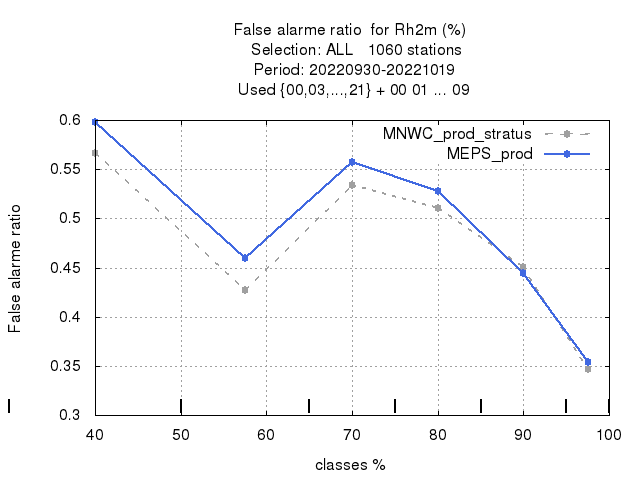 False alarme ratio  for Rh2m (%)
Selection: ALL   1060 stations
Period: 20220930-20221019
Used {00,03,...,21} + 00 01 ... 09
MNWC_prod_stratus
MEPS_prod
False alarme ratio
0.6
0.55
0.5
0.45
0.4
0.35
0.3
40 50 60 70 80 90 100
classes %